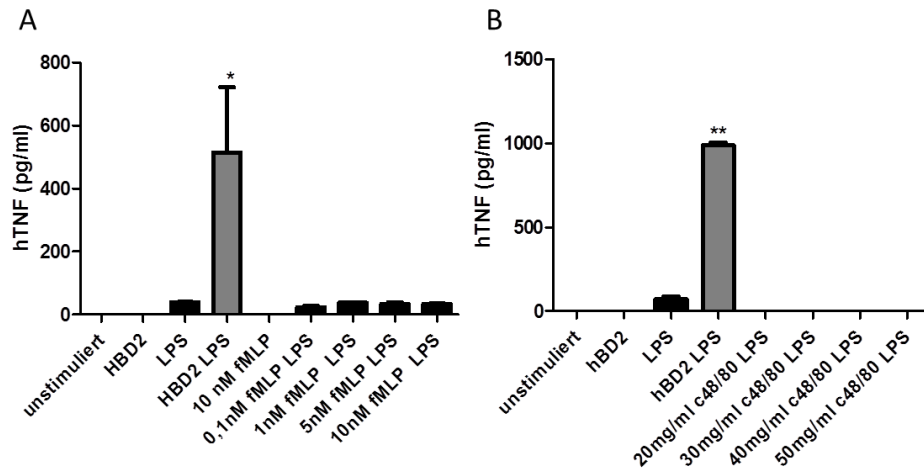 A
hTNF (pg/ml)
800
600
400
200
0
*
unstimuliert
HBD2
LPS
HBD2 LPS
10 nM fMLP
0,1nM fMLP LPS
1nM fMLP LPS
5nM fMLP LPS
10nM fMLP LPS
B
hTNF (pg/ml)
1500
1000
500
0
**
unstimuliert
hBD2
LPS
hBD2 LPS
20mg/ml c48/80 LPS
30mg/ml c48/80 LPS
40mg/ml c48/80 LPS
50mg/ml c48/80 LPS